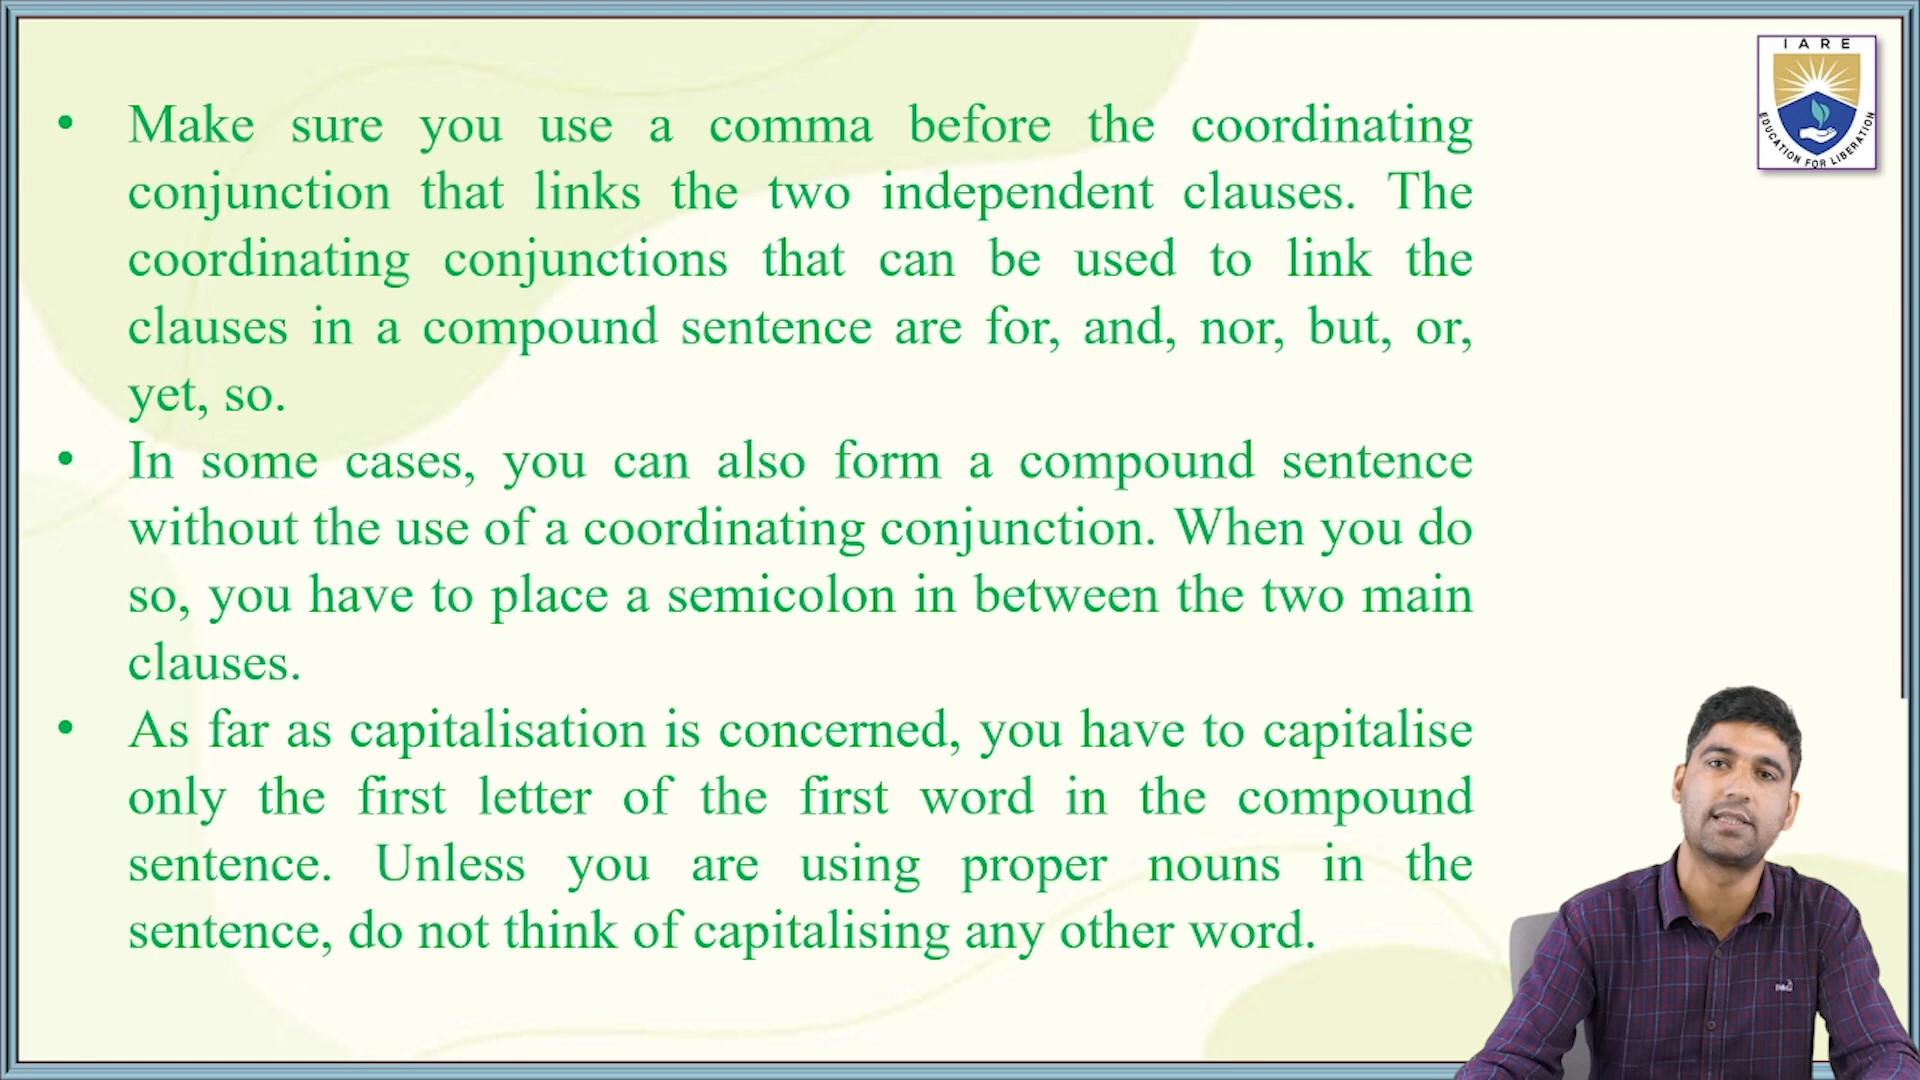 IARE
EDUCATION FOR LIBERATION
• Make sure you use a comma before the coordinating
conjunction that links the two independent clauses. The
coordinating conjunctions that can be used to link the
clauses in a compound sentence are for, and, nor, but, or,
yet, so.
• In some cases, you can also form a compound sentence
without the use of a coordinating conjunction. When you do
so, you have to place a semicolon in between the two main
clauses.
• As far as capitalisation is concerned, you have to capitalise
only the first letter of the first word in the compound
sentence. Unless you are using proper nouns in the
sentence, do not think of capitalising any other word.